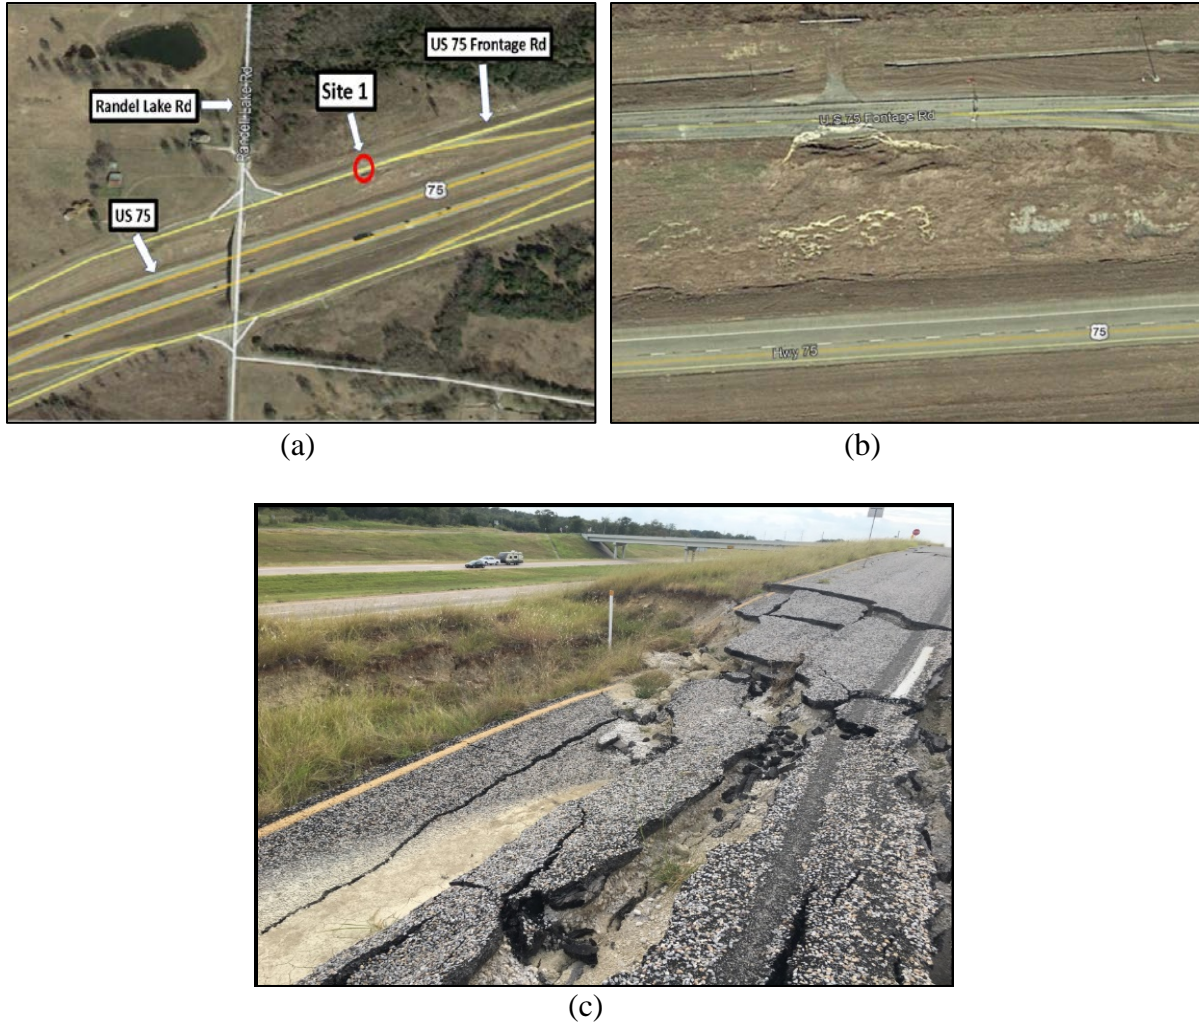 US 75 Frontage Rd
Site 1
Randel Lake Rd
Randell Lake Rd
75
US 75
(a)
U S 75 Fontage Rd
75
Hwy 75
(b)
(c)